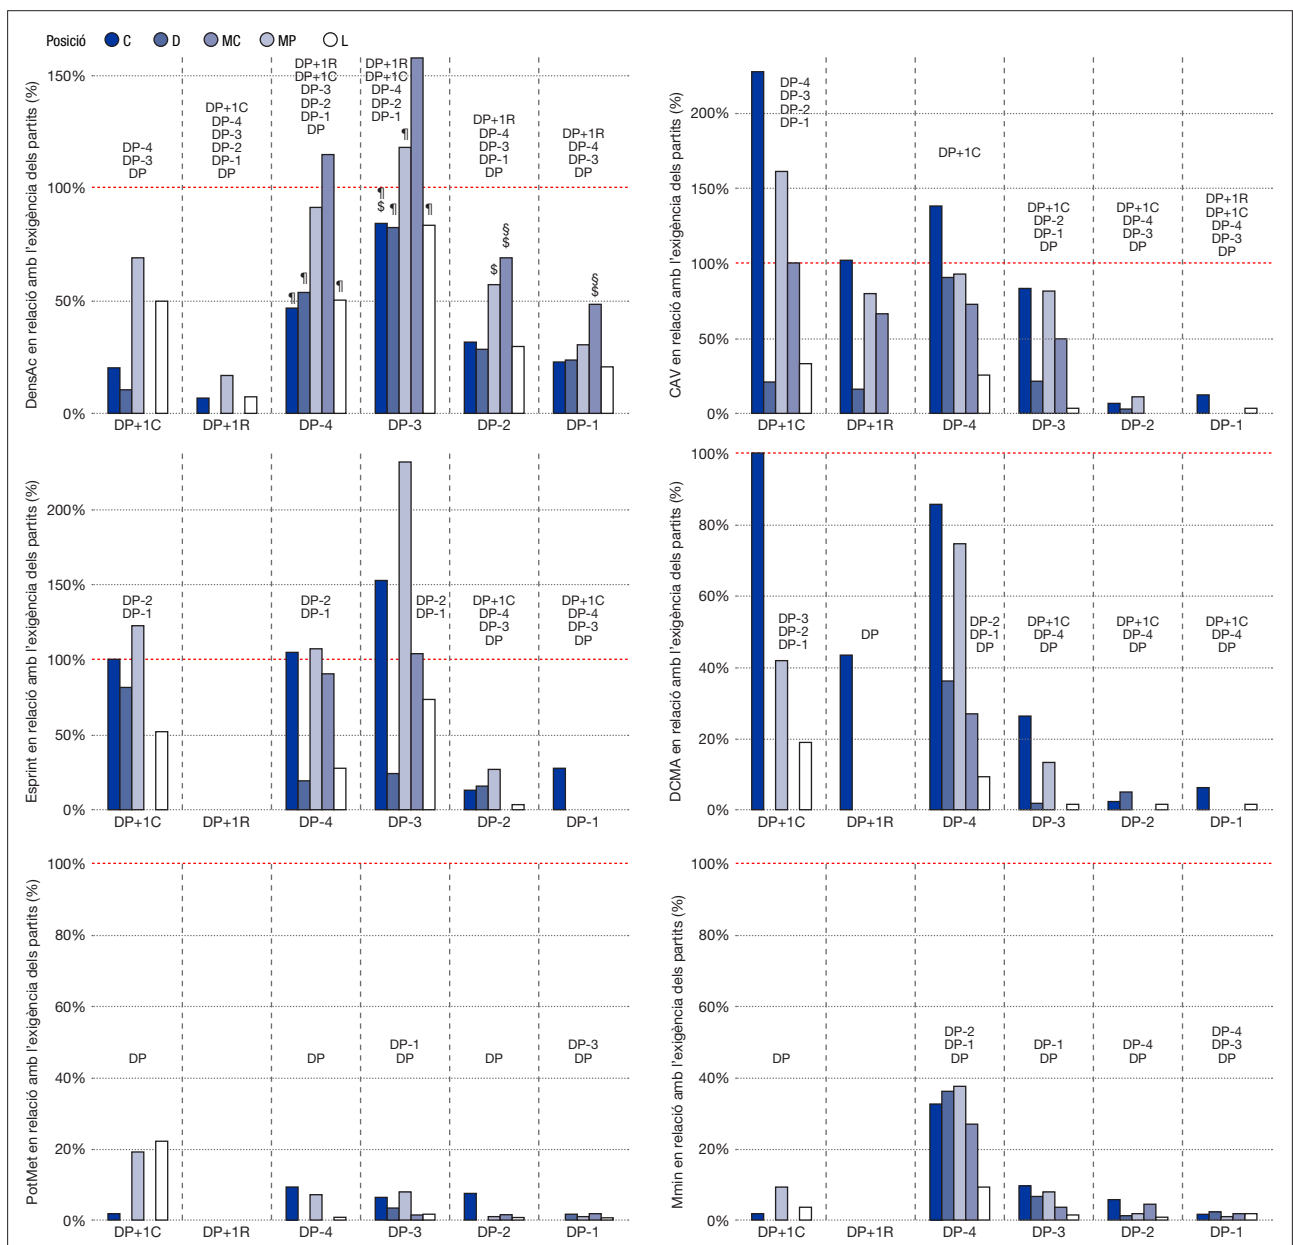 Posició C D MC MP L
DensAc en relació amb l'exigència dels partits (%)
150%
100%
50%
0%
DP-4
DP-3
DP
DP+1C
DP-4
DP-3
DP-2
DP-1
DP
DP+1R
DP+1C
DP-3
DP-2
DP-1
DP
¶
¶
¶
DP+1R
DP+1C
DP-4
DP-2
DP-1
¶
¶
$
¶
¶
DP+1R
DP-4
DP-3
DP-1
DP
$
§
$
DP+1R
DP-4
DP-3
DP
§
$
DP+1C DP+1R DP-4 DP-3 DP-2 DP-1
CAV en relació amb l'exigència dels partits (%)
200%
150%
100%
50%
0%
DP-4
DP-3
DP-2
DP-1
DP+1C
DP+1C
DP-2
DP-1
DP
DP+1C
DP-4
DP-3
DP
DP+1R
DP+1C
DP-4
DP-3
DP
DP+1C DP+1R DP-4 DP-3 DP-2 DP-1
Esprint en relació amb l'exigència dels partits (%)
200%
150%
100%
50%
0%
DP-2
DP-1
DP-2
DP-1
DP-2
DP-1
DP+1C
DP-4
DP-3
DP
DP+1C
DP-4
DP-3
DP
DP+1C DP+1R DP-4 DP-3 DP-2 DP-1
DCMA en relació amb l'exigència dels partits (%)
100%
80%
60%
40%
20%
0%
DP-3
DP-2
DP-1
DP
DP-2
DP-1
DP
DP+1C
DP-4
DP
DP+1C
DP-4
DP
DP+1C
DP-4
DP
DP+1C DP+1R DP-4 DP-3 DP-2 DP-1
PotMet en relació amb l'exigència dels partits (%)
100%
80%
60%
40%
20%
0%
DP
DP
DP-1
DP
DP
DP-3
DP
DP+1C DP+1R DP-4 DP-3 DP-2 DP-1
Mmin en relació amb l'exigència dels partits (%)
100%
80%
60%
40%
20%
0%
DP
DP-2
DP-1
DP
DP-1
DP
DP-4
DP
DP-4
DP-3
DP
DP+1C DP+1R DP-4 DP-3 DP-2 DP-1